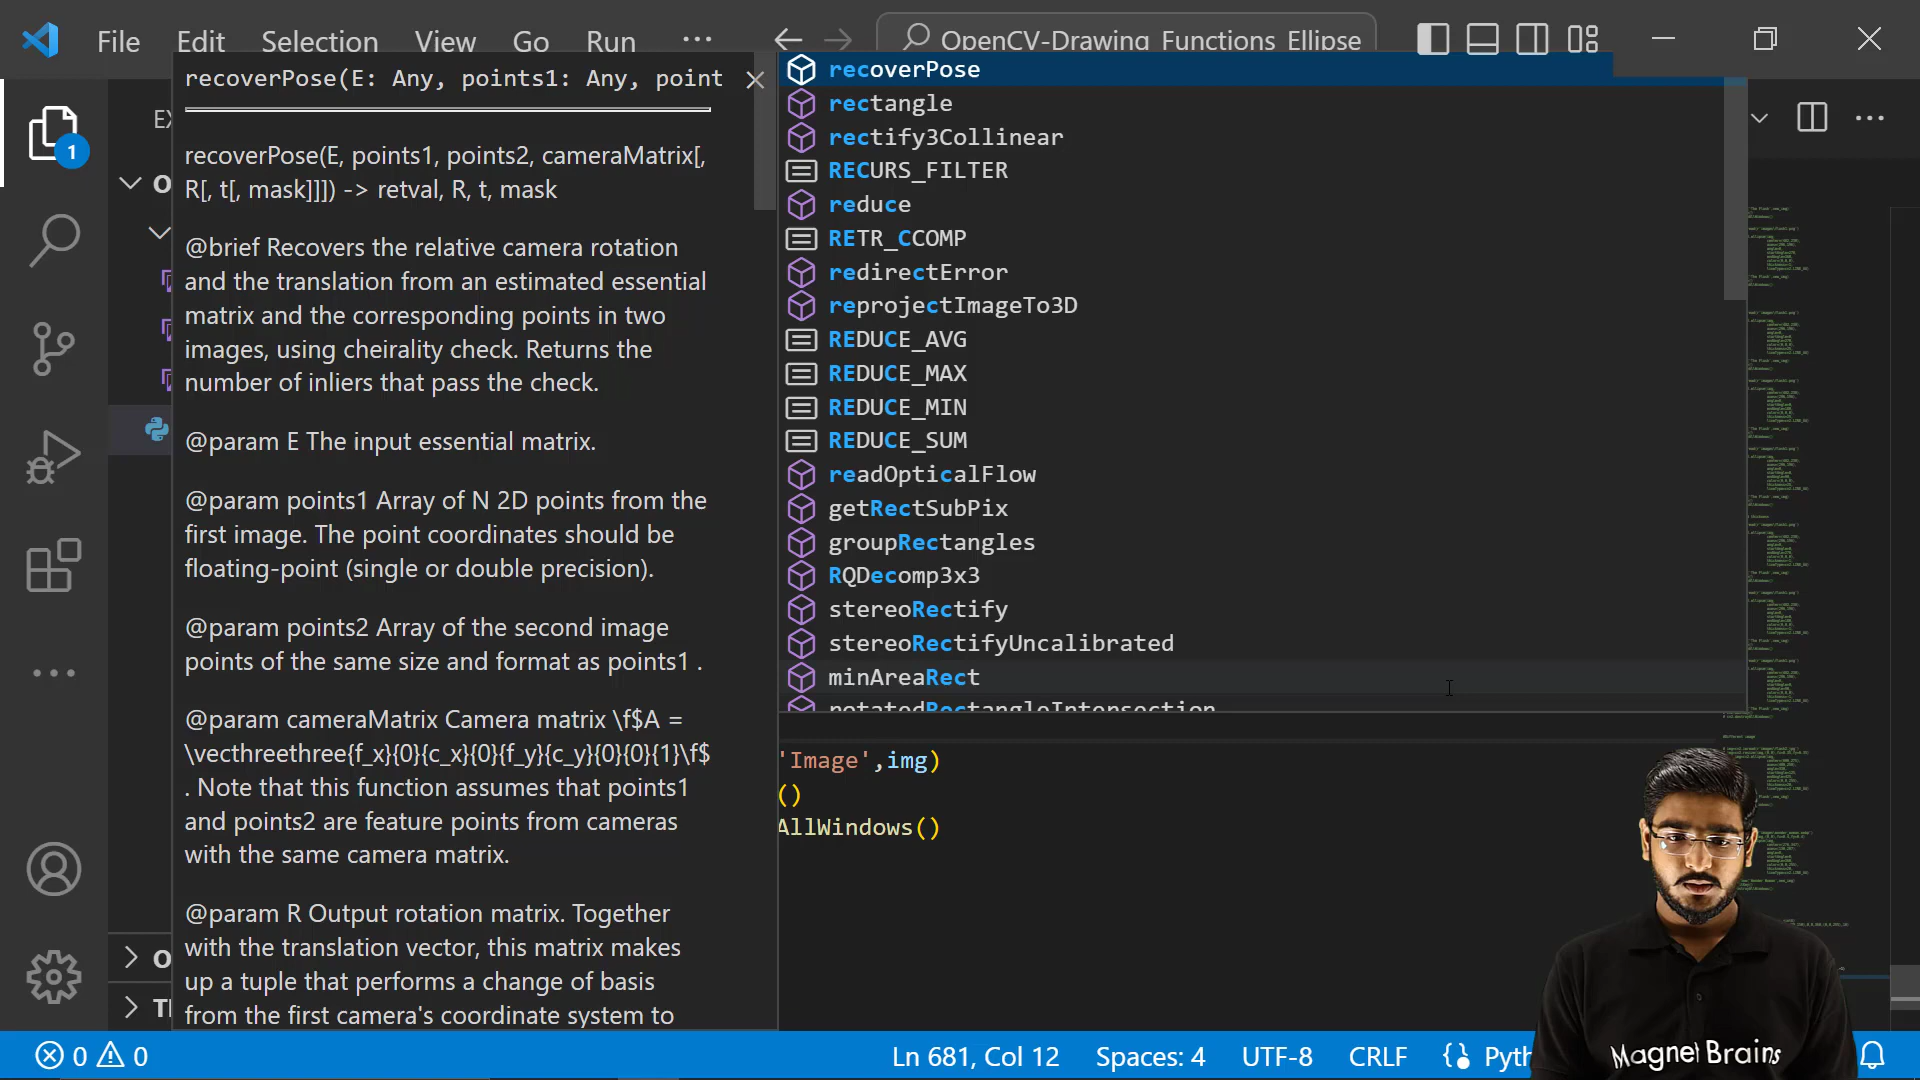 File Edit Selection View Go Run ...
OpenCV-Drawing Functions Ellipse
EX
1
recoverPose(E: Any, points1: Any, point
recoverPose(E, points1, points2, cameraMatrix[,
R[, t[, mask]]]) -> retval, R, t, mask
@brief Recovers the relative camera rotation
and the translation from an estimated essential
matrix and the corresponding points in two
images, using cheirality check. Returns the
number of inliers that pass the check.
@param E The input essential matrix.
@param points1 Array of N 2D points from the
first image. The point coordinates should be
floating-point (single or double precision).
@param points2 Array of the second image
points of the same size and format as points1 .
@param cameraMatrix Camera matrix \f$A =
\vecthreethree{f_x}{0}{c_x}{0}{f_y}{c_y}{0}{0}{1}\f$
. Note that this function assumes that points1
and points2 are feature points from cameras
with the same camera matrix.
@param R Output rotation matrix. Together
with the translation vector, this matrix makes
up a tuple that performs a change of basis
from the first camera's coordinate system to
recoverPose
rectangle
rectify3Collinear
RECURS_FILTER
reduce
RETR_CCOMP
redirectError
reprojectImageTo3D
REDUCE_AVG
REDUCE_MAX
REDUCE_MIN
REDUCE_SUM
readOpticalFlow
getRectSubPix
groupRectangles
RQDecomp3x3
stereoRectify
stereoRectifyUncalibrated
minAreaRect
rotatedRectangleIntersection
'Image',img)
()
AllWindows()
Magnet Brains
0 0
Ln 681, Col 12 Spaces: 4 UTF-8 CRLF Pyth